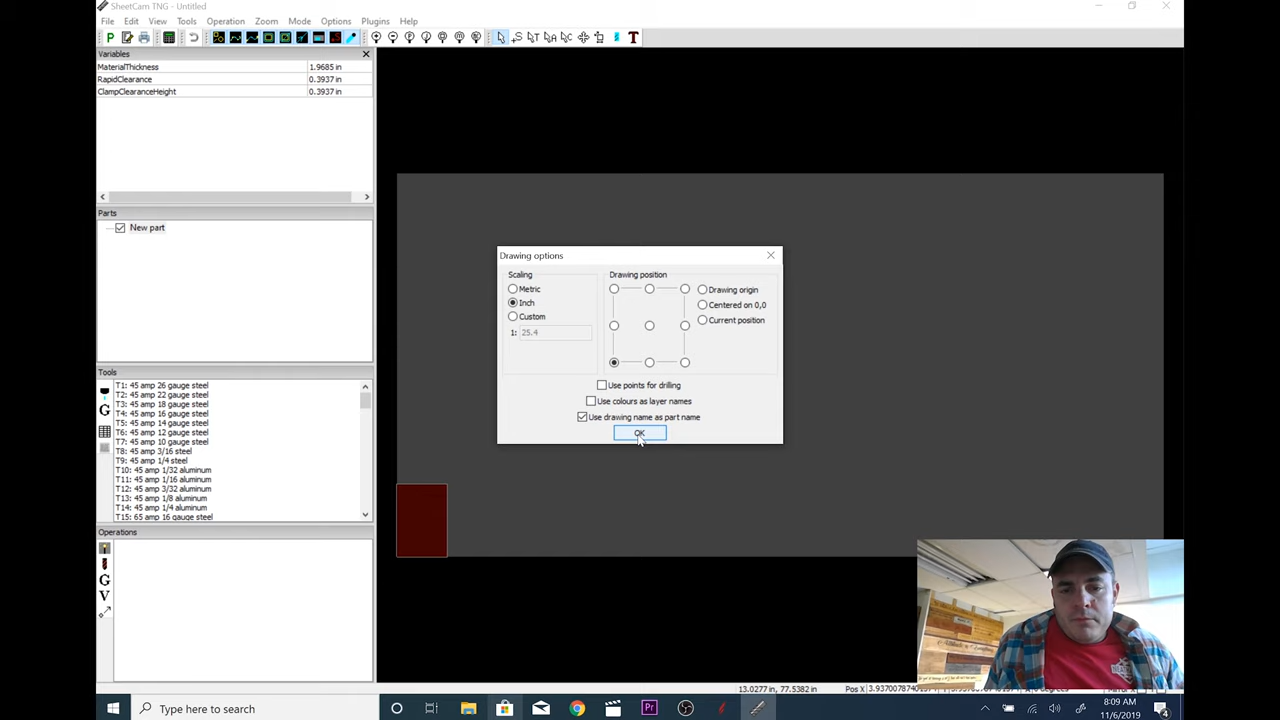 SheetCam TNG - Untitled
File Edit View Tools Operation Zoom Mode Options Plugins Help
Variables
MaterialThickness 1.9685 in
RapidClearance 0.3937 in
ClampClearanceHeight 0.3937 in
Parts
New part
Tools
T1: 45 amp 26 gauge steel
T2: 45 amp 22 gauge steel
T3: 45 amp 18 gauge steel
T4: 45 amp 16 gauge steel
T5: 45 amp 14 gauge steel
T6: 45 amp 12 gauge steel
T7: 45 amp 10 gauge steel
T8: 45 amp 3/16 steel
T9: 45 amp 1/4 steel
T10: 45 amp 1/32 aluminum
T11: 45 amp 1/16 aluminum
T12: 45 amp 3/32 aluminum
T13: 45 amp 1/8 aluminum
T14: 45 amp 1/4 aluminum
T15: 65 amp 16 gauge steel
Operations
Drawing options
Scaling
Metric
Inch
Custom
1: 25.4
Drawing position
Drawing origin
Centered on 0,0
Current position
Use points for drilling
Use colours as layer names
Use drawing name as part name
OK
13.0277 in, 77.5382 in Pos X
Type here to search
8:09 AM
11/6/2019
4